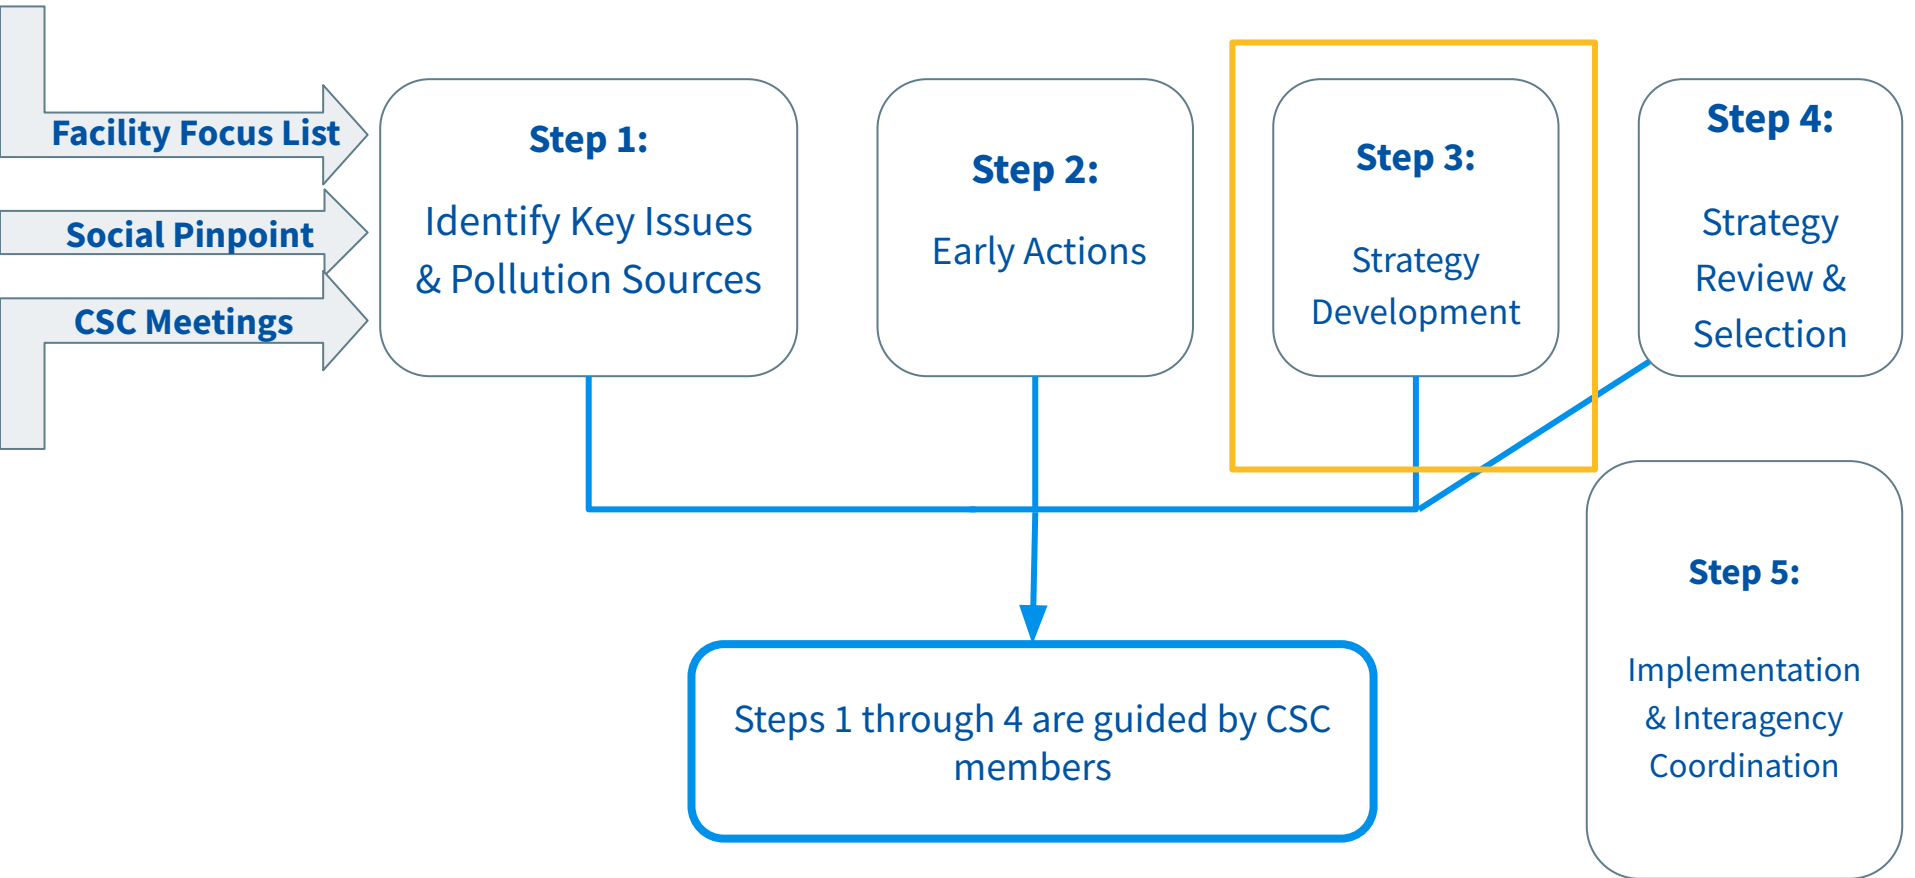 Facility Focus List
Social Pinpoint
CSC Meetings
Step 1:
Identify Key Issues
& Pollution Sources
Step 2:
Early Actions
Step 3:
Strategy
Development
Step 4:
Strategy
Review &
Selection
Step 5:
Implementation
& Interagency
Coordination
Steps 1 through 4 are guided by CSC
members